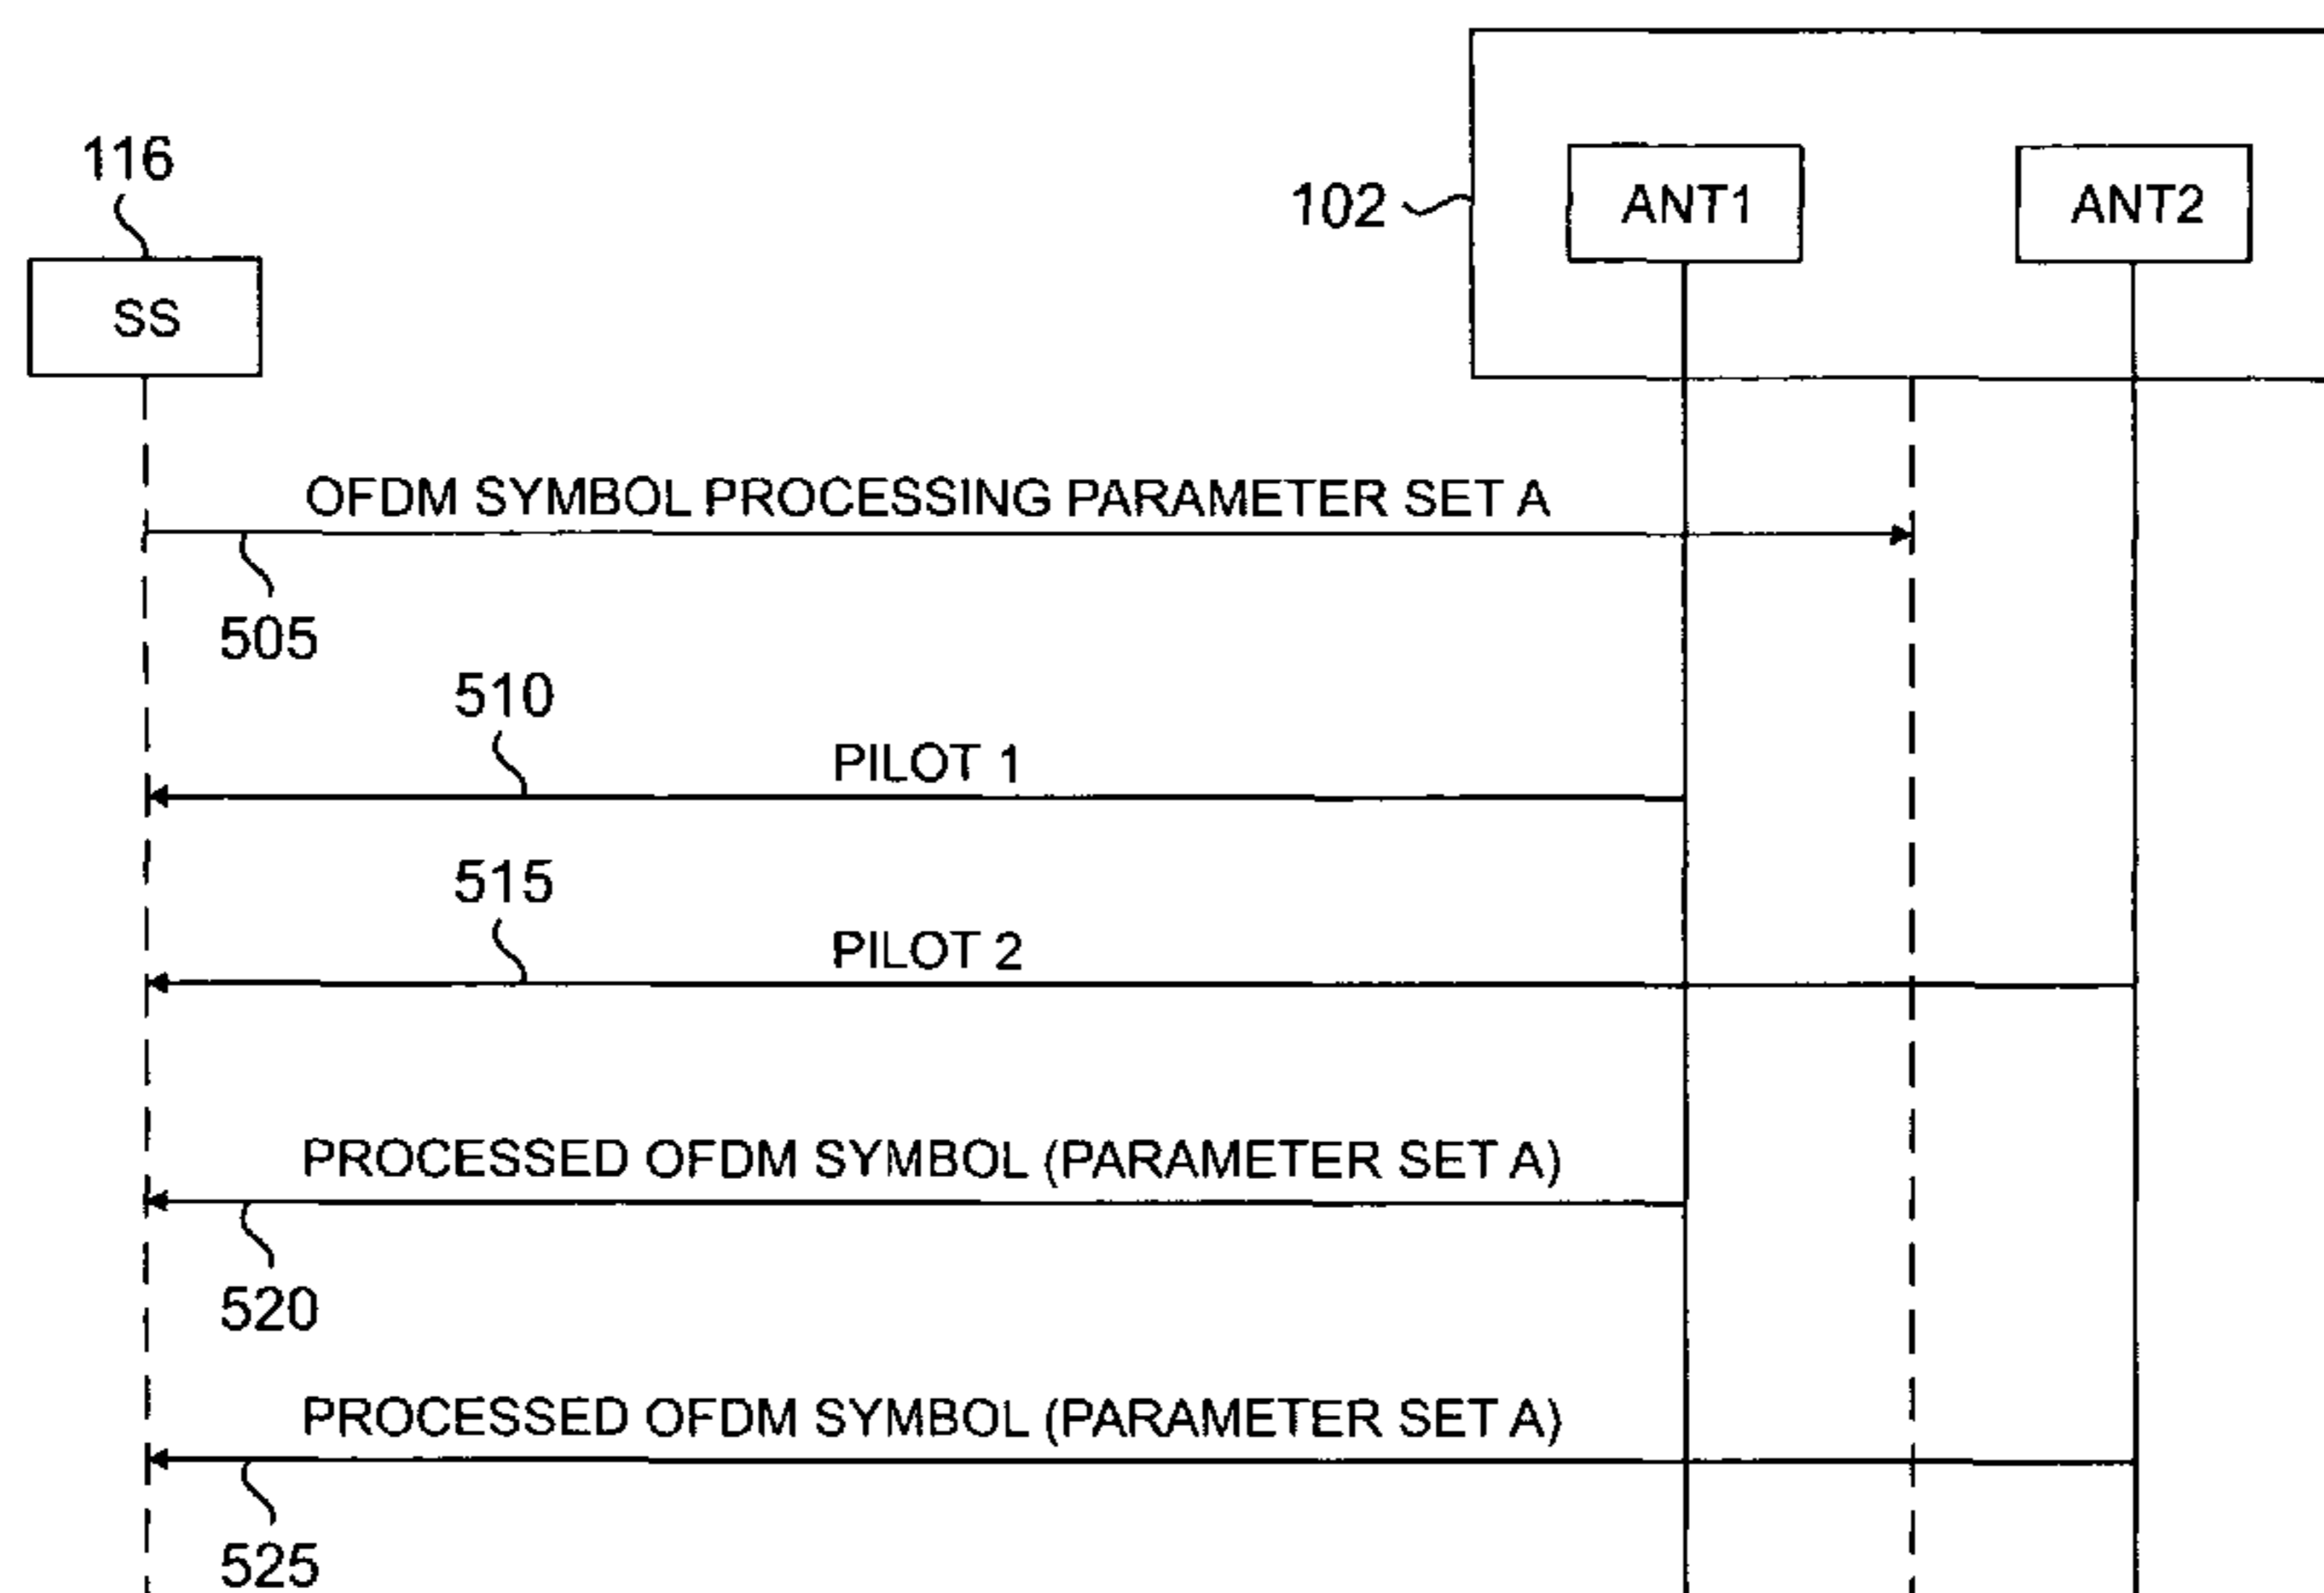 116
SS
102
ANT1
ANT2
OFDM SYMBOL PROCESSING PARAMETER SET A
505
510
PILOT 1
515
PILOT 2
PROCESSED OFDM SYMBOL (PARAMETER SET A)
520
PROCESSED OFDM SYMBOL (PARAMETER SET A)
525